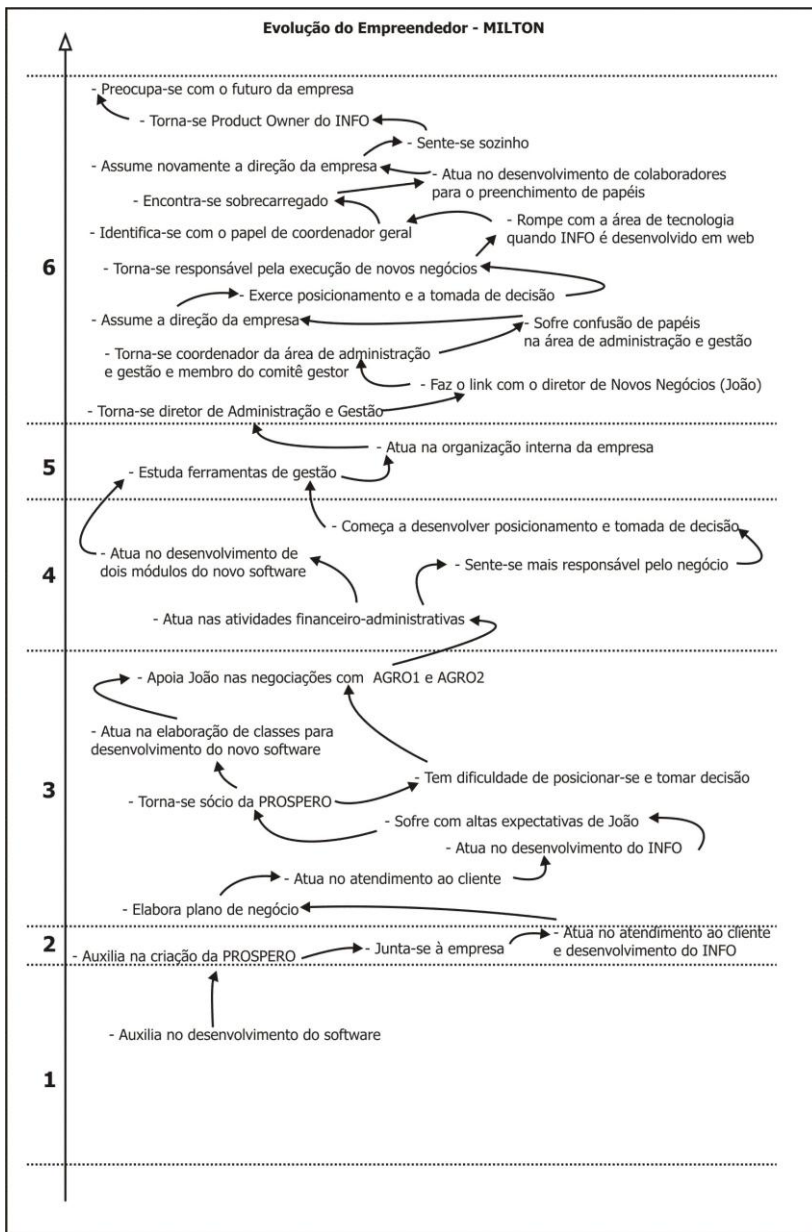 Evolução do Empreendedor - MILTON
- Preocupa-se com o futuro da empresa
- Torna-se Product Owner do INFO
- Sente-se sozinho
- Assume novamente a direção da empresa
- Atua no desenvolvimento de colaboradores
para o preenchimento de papéis
- Encontra-se sobrecarregado
- Rompe com a área de tecnologia
quando INFO é desenvolvido em web
- Identifica-se com o papel de coordenador geral
6
- Torna-se responsável pela execução de novos negócios
- Exerce posicionamento e a tomada de decisão
- Assume a direção da empresa
- Sofre confusão de papéis
na área de administração e gestão
- Torna-se coordenador da área de administração
e gestão e membro do comitê gestor
- Faz o link com o diretor de Novos Negócios (João)
- Torna-se diretor de Administração e Gestão
- Atua na organização interna da empresa
5
- Estuda ferramentas de gestão
- Começa a desenvolver posicionamento e tomada de decisão
- Atua no desenvolvimento de
dois módulos do novo software
4
- Sente-se mais responsável pelo negócio
- Atua nas atividades financeiro-administrativas
- Apoia João nas negociações com AGRO1 e AGRO2
- Atua na elaboração de classes para
desenvolvimento do novo software
- Tem dificuldade de posicionar-se e tomar decisão
3
- Torna-se sócio da PROSPERO
- Sofre com altas expectativas de João
- Atua no desenvolvimento do INFO
- Atua no atendimento ao cliente
- Elabora plano de negócio
2
- Atua no atendimento ao cliente
e desenvolvimento do INFO
- Junta-se à empresa
- Auxilia na criação da PROSPERO
- Auxilia no desenvolvimento do software
1